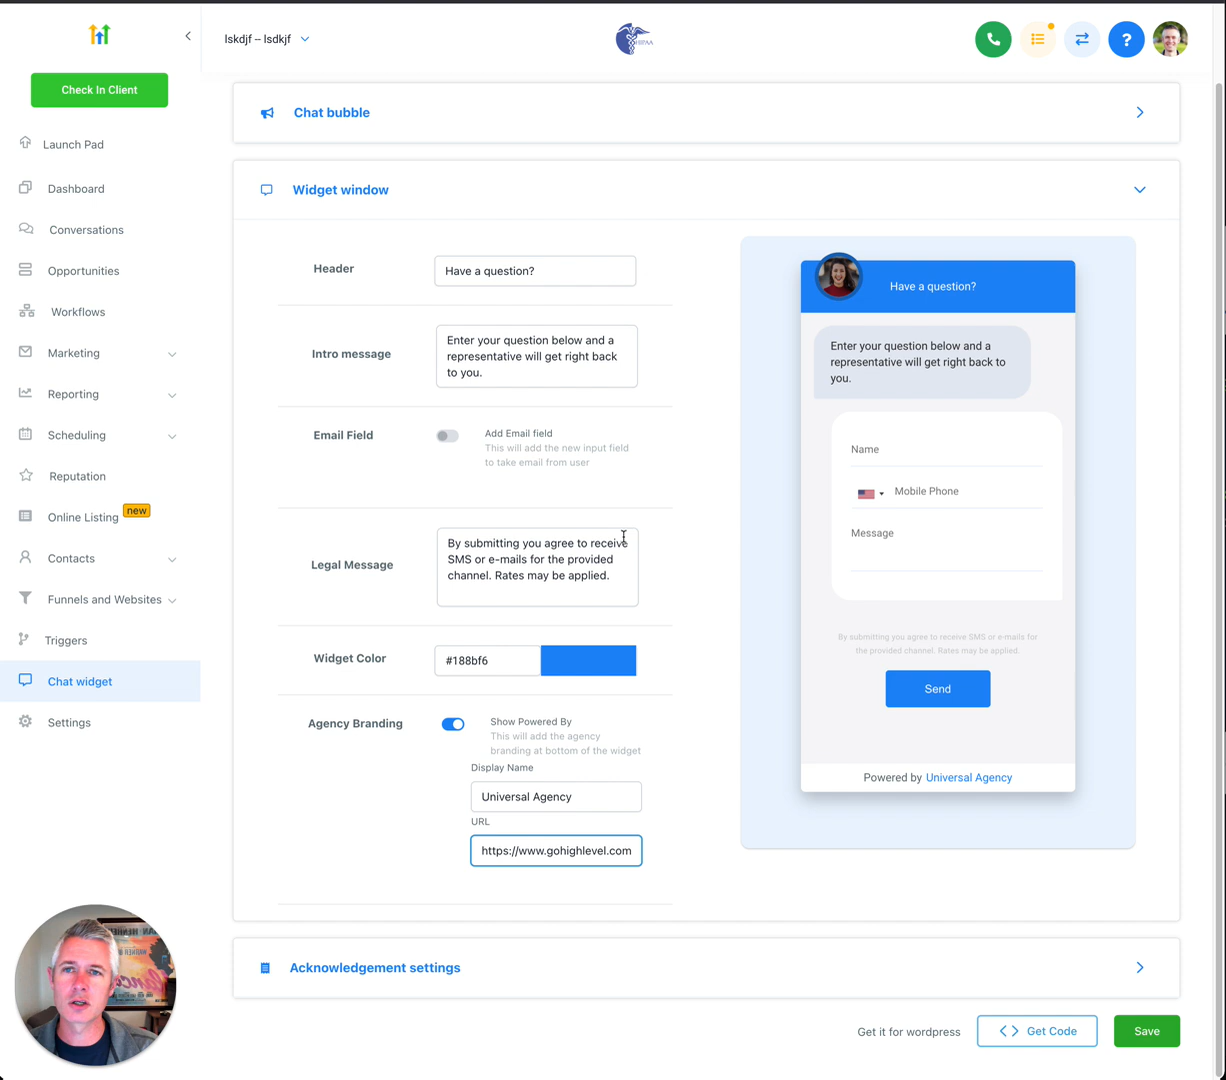 lskdjf – lsdkjf
HIPAA
?
Check In Client
Launch Pad
Dashboard
Conversations
Opportunities
Workflows
Marketing
Reporting
Scheduling
Reputation
Online Listing
new
Contacts
Funnels and Websites
Triggers
Chat widget
Settings
Chat bubble
Widget window
Header
Have a question?
Intro message
Enter your question below and a
representative will get right back
to you.
Email Field
Add Email field
This will add the new input field
to take email from user
Legal Message
By submitting you agree to receive
SMS or e-mails for the provided
channel. Rates may be applied.
Widget Color
#188bf6
Agency Branding
Show Powered By
This will add the agency
branding at bottom of the widget
Display Name
Universal Agency
URL
https://www.gohighlevel.com
Have a question?
Enter your question below and a
representative will get right back to
you.
Name
Mobile Phone
Message
By submitting you agree to receive SMS or e-mails for
the provided channel. Rates may be applied.
Send
Powered by Universal Agency
Acknowledgement settings
Get it for wordpress
Get Code
Save